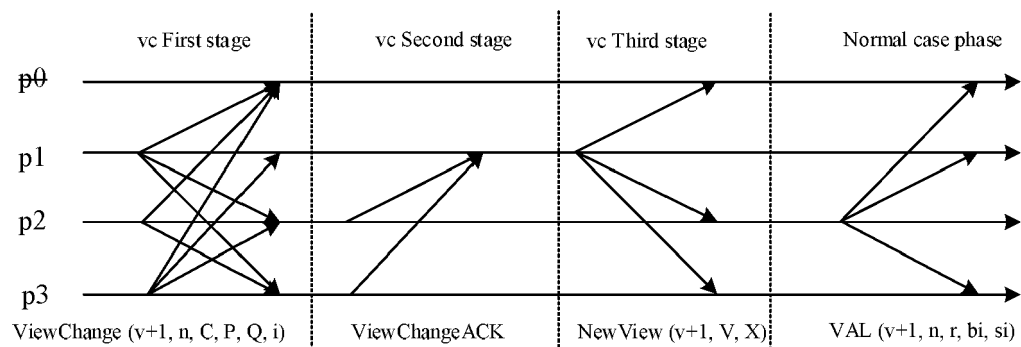 vc First stage
vc Second stage
vc Third stage
Normal case phase
p0
p1
p2
p3
ViewChange (v+1, n, C, P, Q, i)
ViewChangeACK
NewView (v+1, V, X)
VAL (v+1, n, r, bi, si)